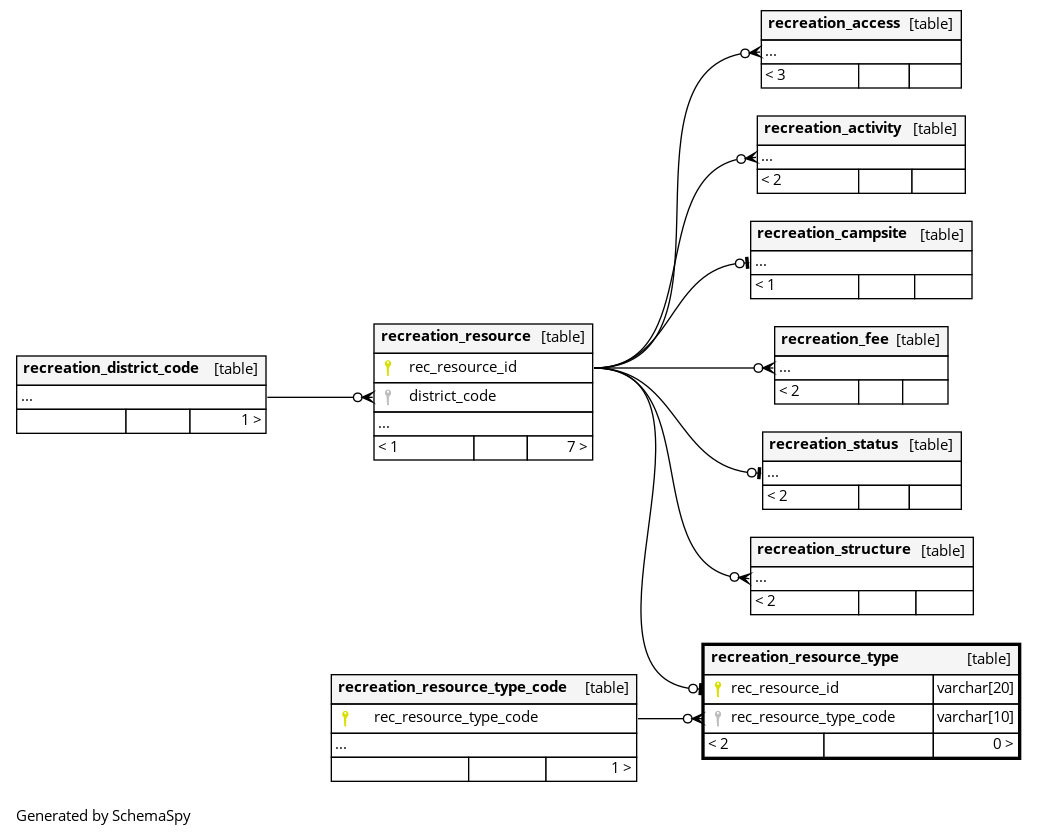 recreation_access [table]
...
< 3
recreation_activity [table]
...
< 2
recreation_campsite [table]
...
< 1
recreation_fee [table]
...
< 2
recreation_status [table]
...
< 2
recreation_structure [table]
...
< 2
recreation_resource [table]
rec_resource_id
district_code
...
< 1 7 >
recreation_district_code [table]
...
1 >
recreation_resource_type [table]
rec_resource_id varchar[20]
rec_resource_type_code varchar[10]
< 2 0 >
recreation_resource_type_code [table]
rec_resource_type_code
...
1 >
Generated by SchemaSpy